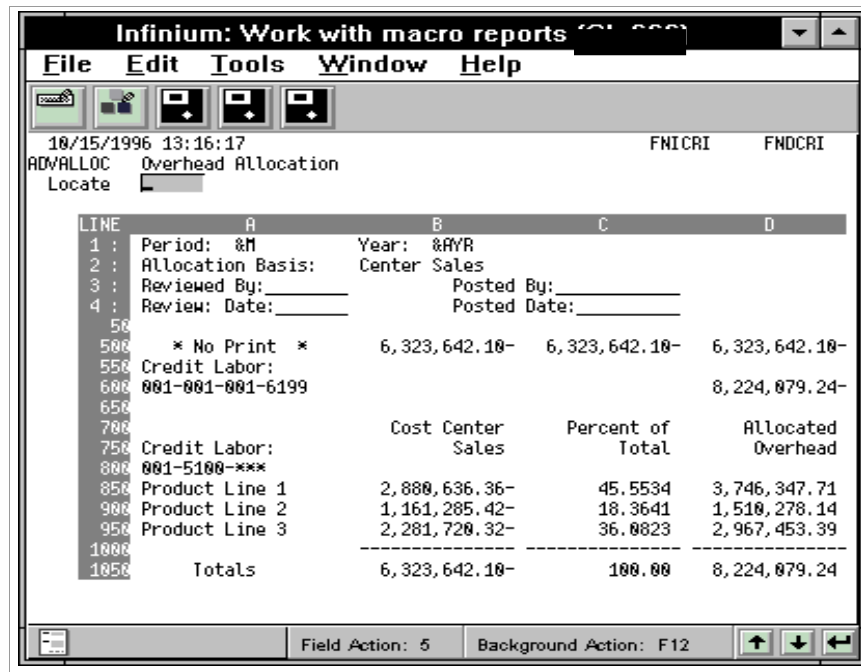 Infinium: Work with macro reports
File Edit Tools Window Help
10/15/1996 13:16:17 FNICRI FNDCRI
ADVALLOC Overhead Allocation
Locate
LINE A B C D
1 : Period: &M Year: &AYR
2 : Allocation Basis: Center Sales
3 : Reviewed By:________ Posted By:____________
4 : Review: Date:_______ Posted Date:__________
50
500 * No Print * 6,323,642.10- 6,323,642.10- 6,323,642.10-
550 Credit Labor:
600 001-001-001-6199 8,224,079.24-
650
700 Cost Center Percent of Allocated
750 Credit Labor: Sales Total Overhead
800 001-5100-***
850 Product Line 1 2,880,636.36- 45.5534 3,746,347.71
900 Product Line 2 1,161,285.42- 18.3641 1,510,278.14
950 Product Line 3 2,281,720.32- 36.0823 2,967,453.39
1000 --------------- --------------- ---------------
1050 Totals 6,323,642.10- 100.00 8,224,079.24
Field Action: 5 Background Action: F12